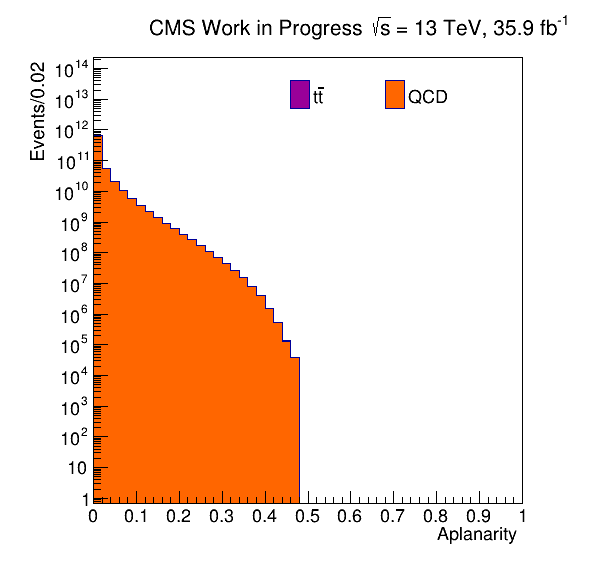 CMS Work in Progress √s = 13 TeV, 35.9 fb⁻¹
Events/0.02
tt̄
QCD
10¹⁴
10¹³
10¹²
10¹¹
10¹⁰
10⁹
10⁸
10⁷
10⁶
10⁵
10⁴
10³
10²
10
1
0 0.1 0.2 0.3 0.4 0.5 0.6 0.7 0.8 0.9 1
Aplanarity